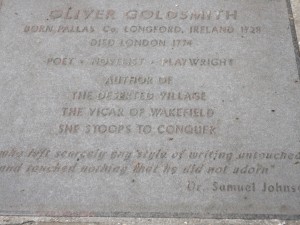 OLIVER GOLDSMITH
BORN PALLAS Co. LONGFORD, IRELAND 1728
DIED LONDON 1774
POET · NOVELIST · PLAYWRIGHT
AUTHOR OF
THE DESERTED VILLAGE
THE VICAR OF WAKEFIELD
SHE STOOPS TO CONQUER
who left scarcely any style of writing untouched
and touched nothing that he did not adorn"
Dr. Samuel Johns